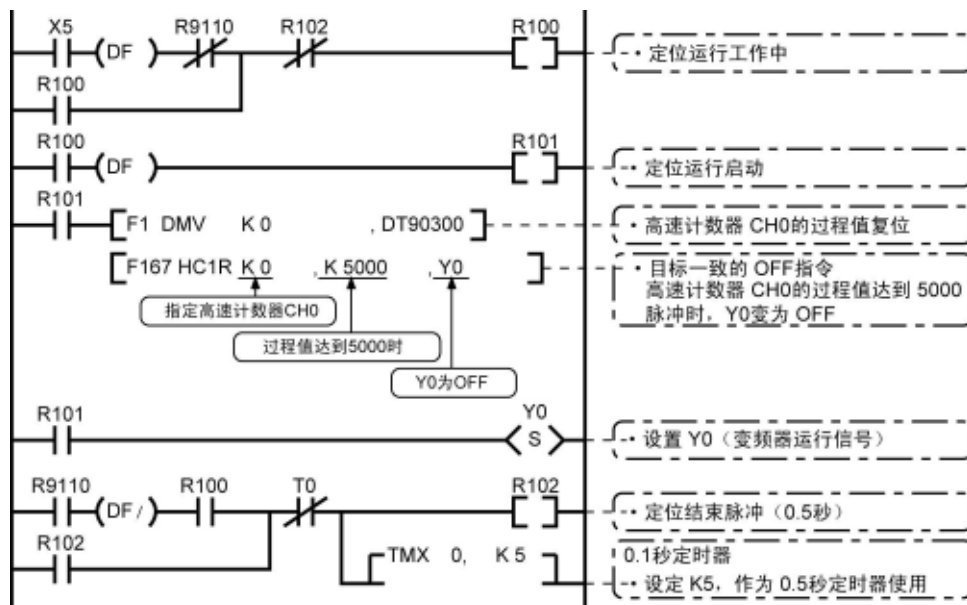 X5 R9110 R102 R100
(DF )
· 定位运行工作中
R100
R100 R101
(DF )
· 定位运行启动
R101
F1 DMV K 0 , DT90300
· 高速计数器 CH0的过程值复位
F167 HC1R K 0 , K 5000 , Y0
· 目标一致的 OFF指令
高速计数器 CH0的过程值达到 5000
脉冲时，Y0变为 OFF
指定高速计数器CH0
过程值达到5000时
Y0为OFF
R101 Y0
S
· 设置 Y0（变频器运行信号）
R9110 R100 T0 R102
(DF / )
· 定位结束脉冲（0.5秒）
R102
TMX 0, K 5
0.1秒定时器
· 设定 K5，作为 0.5秒定时器使用